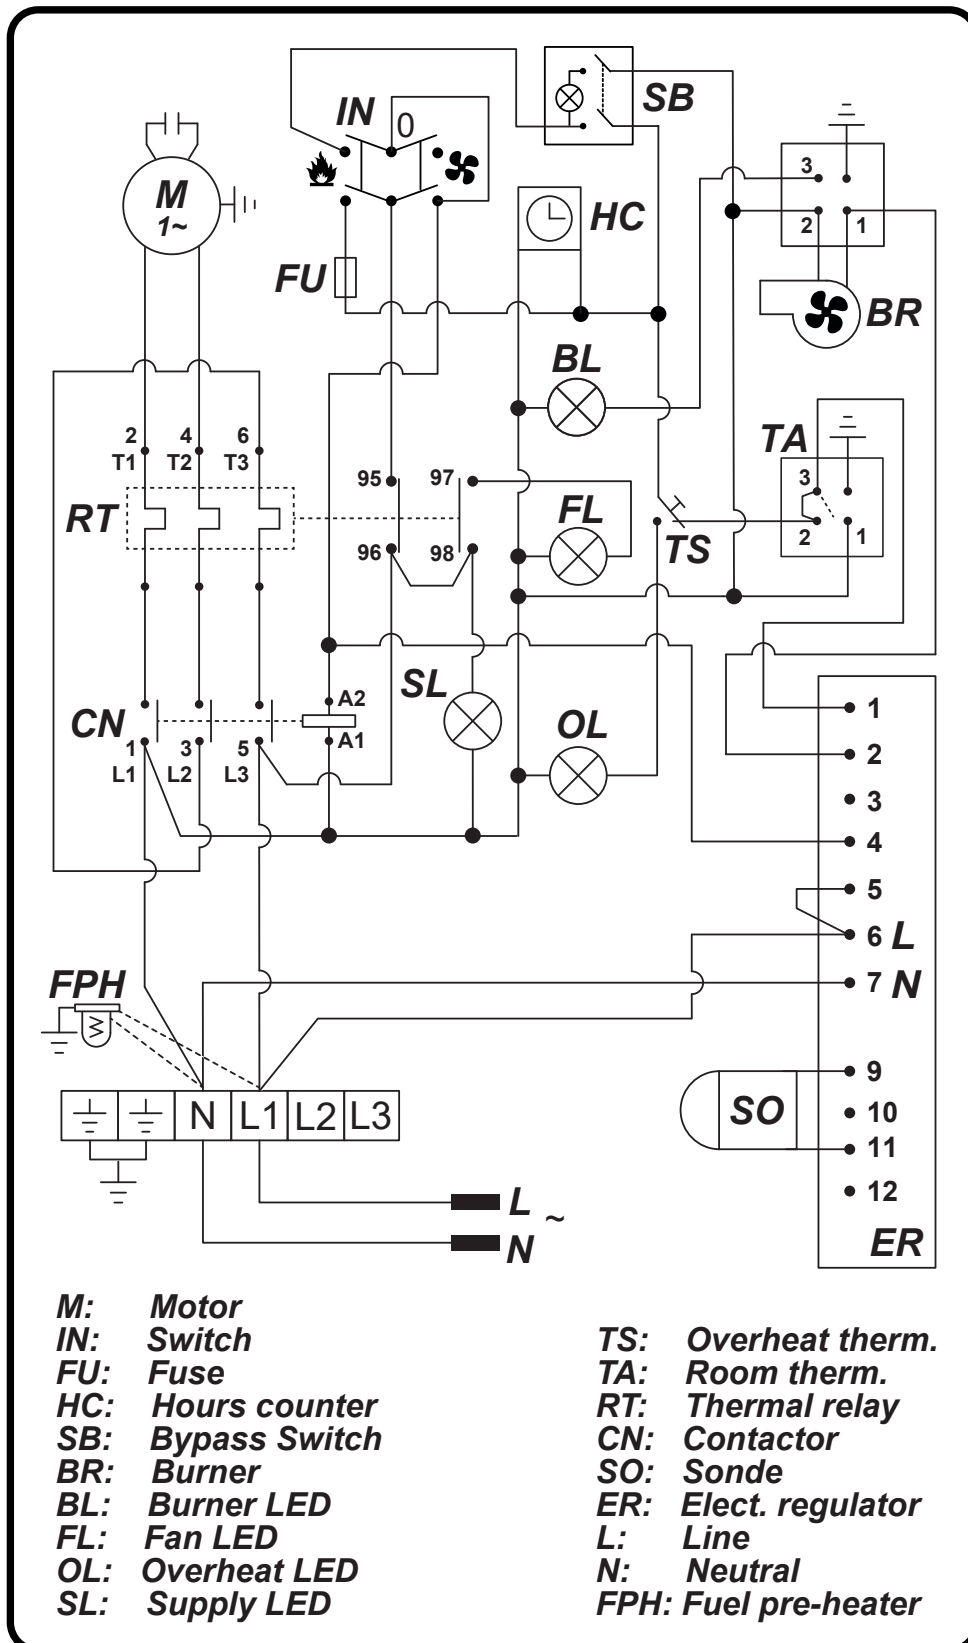 SB
IN
0
3
M
1~
HC
2
1
FU
BR
BL
TA
2
4
6
T1
T2
T3
95
97
3
RT
FL
TS
2
1
96
98
SL
A2
CN
OL
1
A1
1
3
5
L1
L2
L3
2
3
4
5
6 L
FPH
7 N
9
N L1 L2 L3
SO
10
11
L
~
12
N
ER
M: Motor
IN: Switch
FU: Fuse
HC: Hours counter
SB: Bypass Switch
BR: Burner
BL: Burner LED
FL: Fan LED
OL: Overheat LED
SL: Supply LED
TS: Overheat therm.
TA: Room therm.
RT: Thermal relay
CN: Contactor
SO: Sonde
ER: Elect. regulator
L: Line
N: Neutral
FPH: Fuel pre-heater